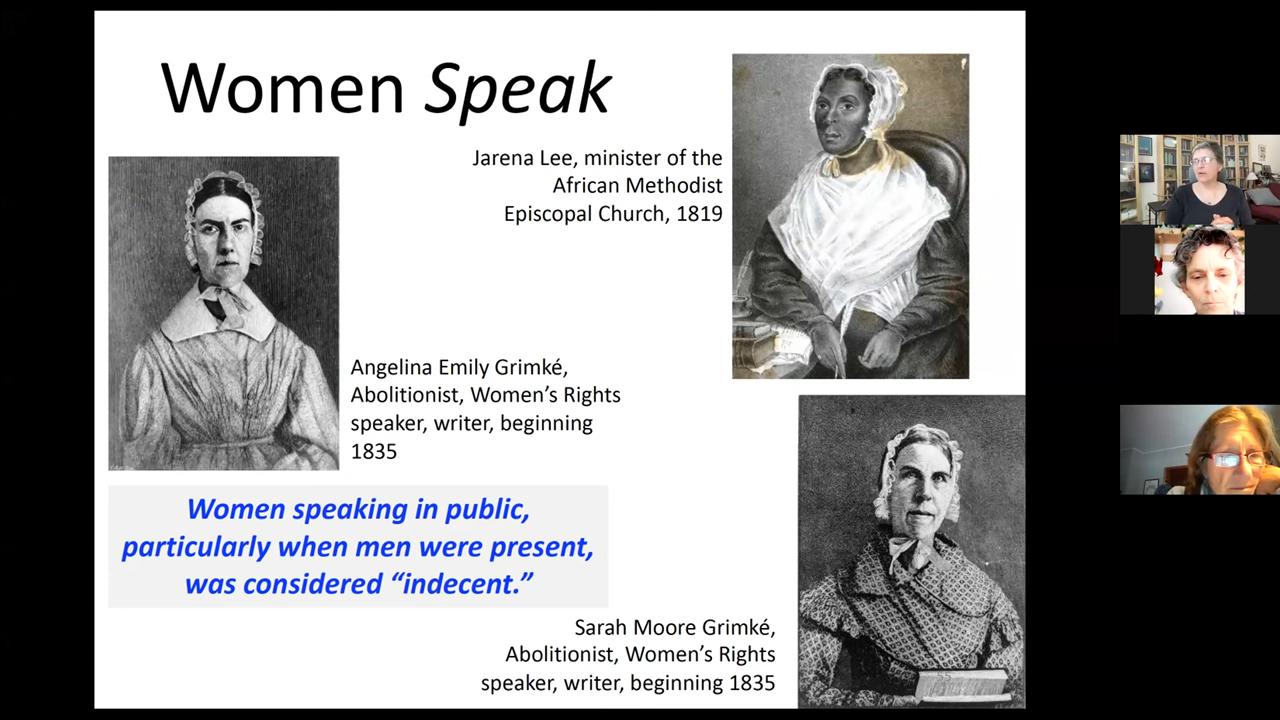 Women Speak
Jarena Lee, minister of the
African Methodist
Episcopal Church, 1819
Angelina Emily Grimké,
Abolitionist, Women’s Rights
speaker, writer, beginning
1835
Women speaking in public,
particularly when men were present,
was considered “indecent.”
Sarah Moore Grimké,
Abolitionist, Women’s Rights
speaker, writer, beginning 1835